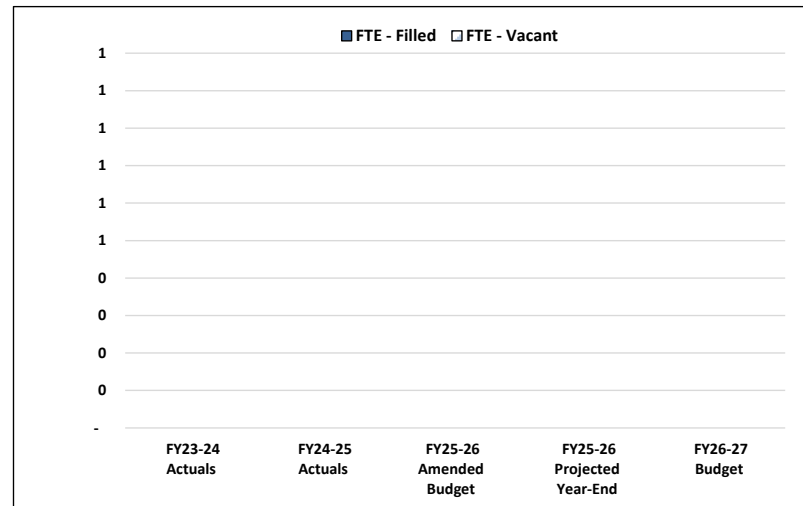 FTE - Filled FTE - Vacant
1
1
1
1
1
1
0
0
0
0
-
FY23-24 FY24-25 FY25-26 FY25-26 FY26-27
Actuals Actuals Amended Projected Budget
Budget Year-End